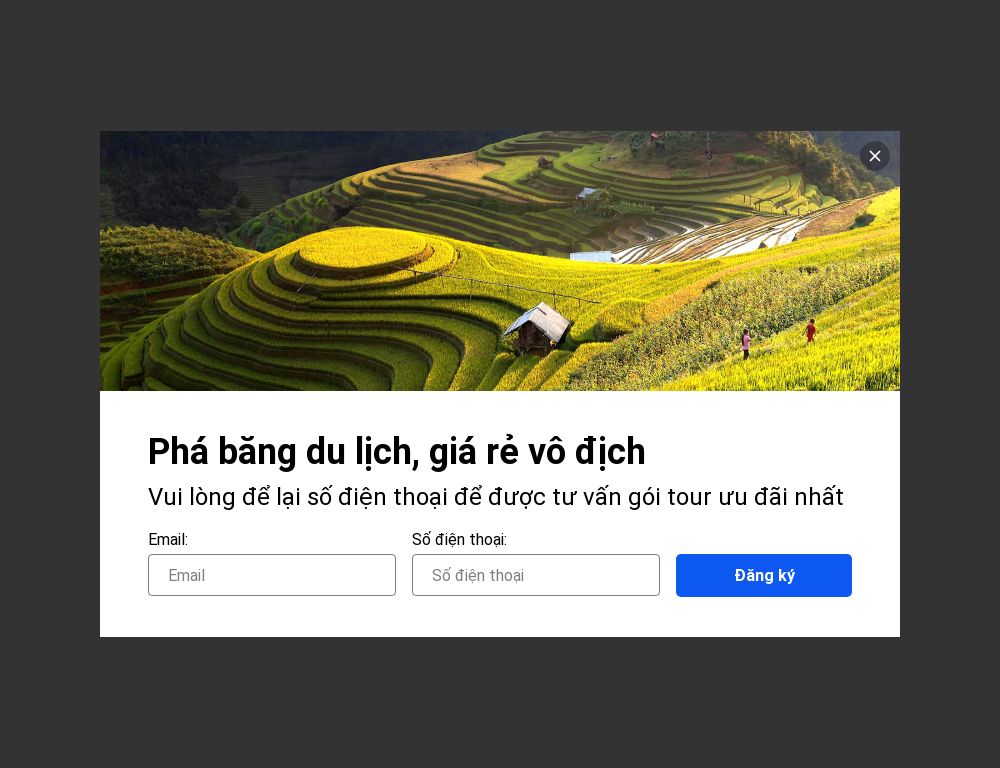 Phá băng du lịch, giá rẻ vô địch
Vui lòng để lại số điện thoại để được tư vấn gói tour ưu đãi nhất
Email: Số điện thoại:
Email Số điện thoại Đăng ký